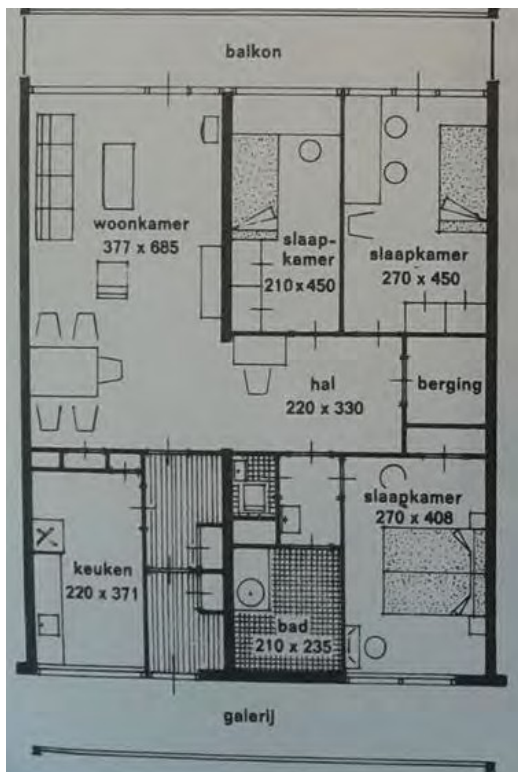 balkon
woonkamer
377 x 685
slaap-
kamer
210 x 450
slaapkamer
270 x 450
hal
220 x 330
berging
slaapkamer
270 x 408
keuken
220 x 371
bad
210 x 235
galerij